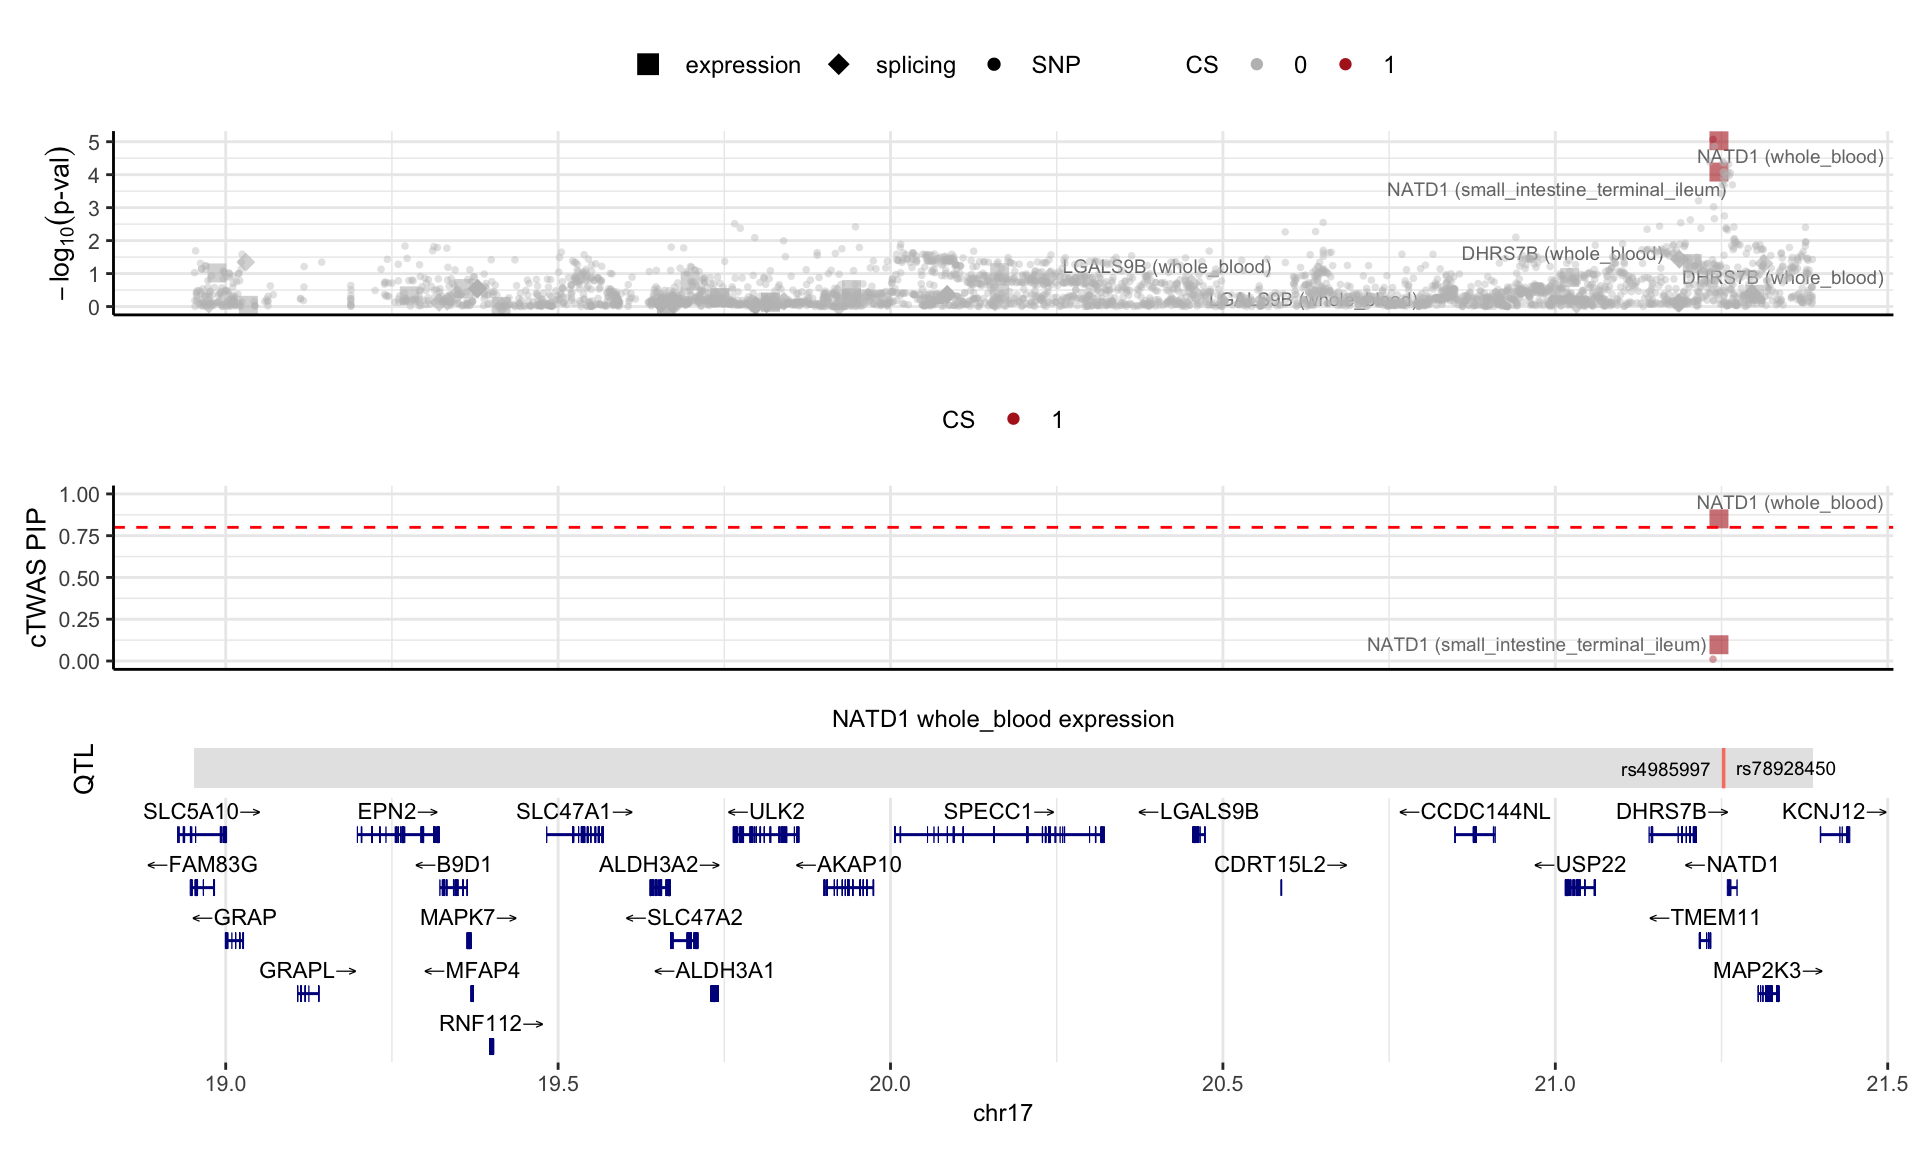 expression splicing SNP CS 0 1
−log10(p-val)
5
4
3
2
1
0
NATD1 (whole_blood)
NATD1 (small_intestine_terminal_ileum)
DHRS7B (whole_blood)
LGALS9B (whole_blood)
DHRS7B (whole_blood)
LGALS9B (whole_blood)
CS 1
cTWAS PIP
1.00
0.75
0.50
0.25
0.00
NATD1 (whole_blood)
NATD1 (small_intestine_terminal_ileum)
NATD1 whole_blood expression
QTL
rs4985997 rs78928450
SLC5A10→ EPN2→ SLC47A1→ ←ULK2 SPECC1→ ←LGALS9B ←CCDC144NL DHRS7B→ KCNJ12→
←FAM83G ←B9D1 ALDH3A2→ ←AKAP10 CDRT15L2→ ←USP22 ←NATD1
←GRAP MAPK7→ ←SLC47A2 ←TMEM11
GRAPL→ ←MFAP4 ←ALDH3A1 MAP2K3→
RNF112→
19.0 19.5 20.0 20.5 21.0 21.5
chr17